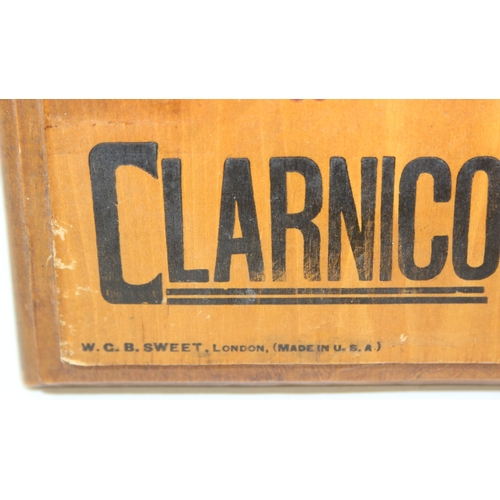 CLARNICO
W. C. B. SWEET, LONDON, (MADE IN U. S. A.)